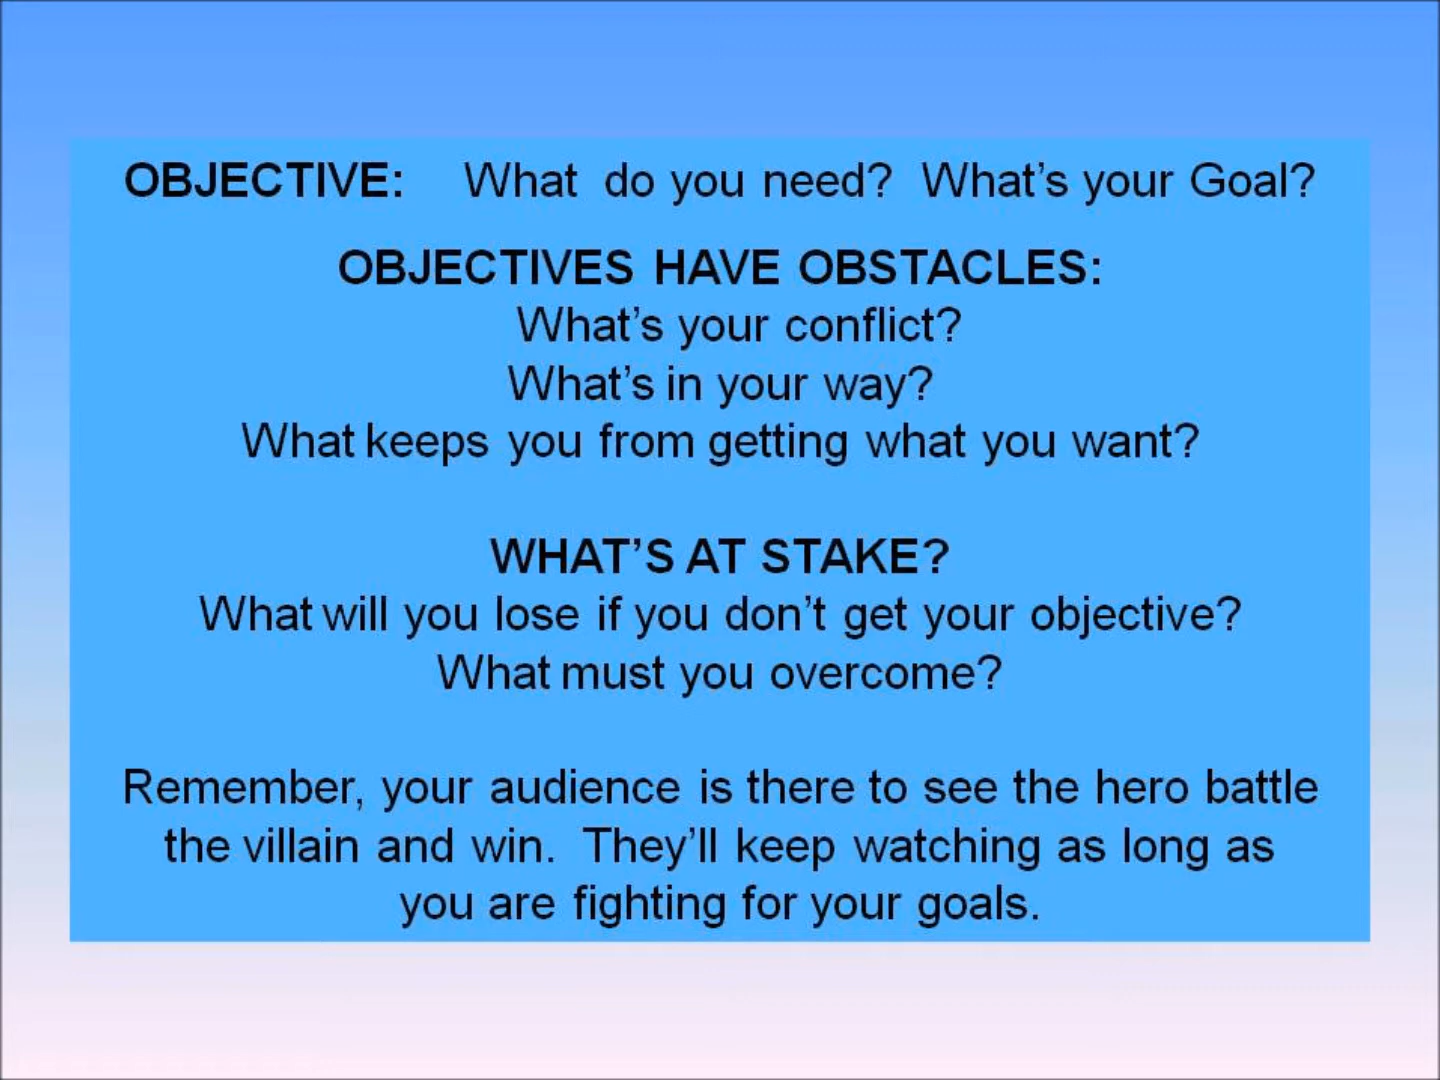 OBJECTIVE: What do you need? What's your Goal?
OBJECTIVES HAVE OBSTACLES:
What's your conflict?
What's in your way?
What keeps you from getting what you want?
WHAT'S AT STAKE?
What will you lose if you don't get your objective?
What must you overcome?
Remember, your audience is there to see the hero battle
the villain and win. They'll keep watching as long as
you are fighting for your goals.